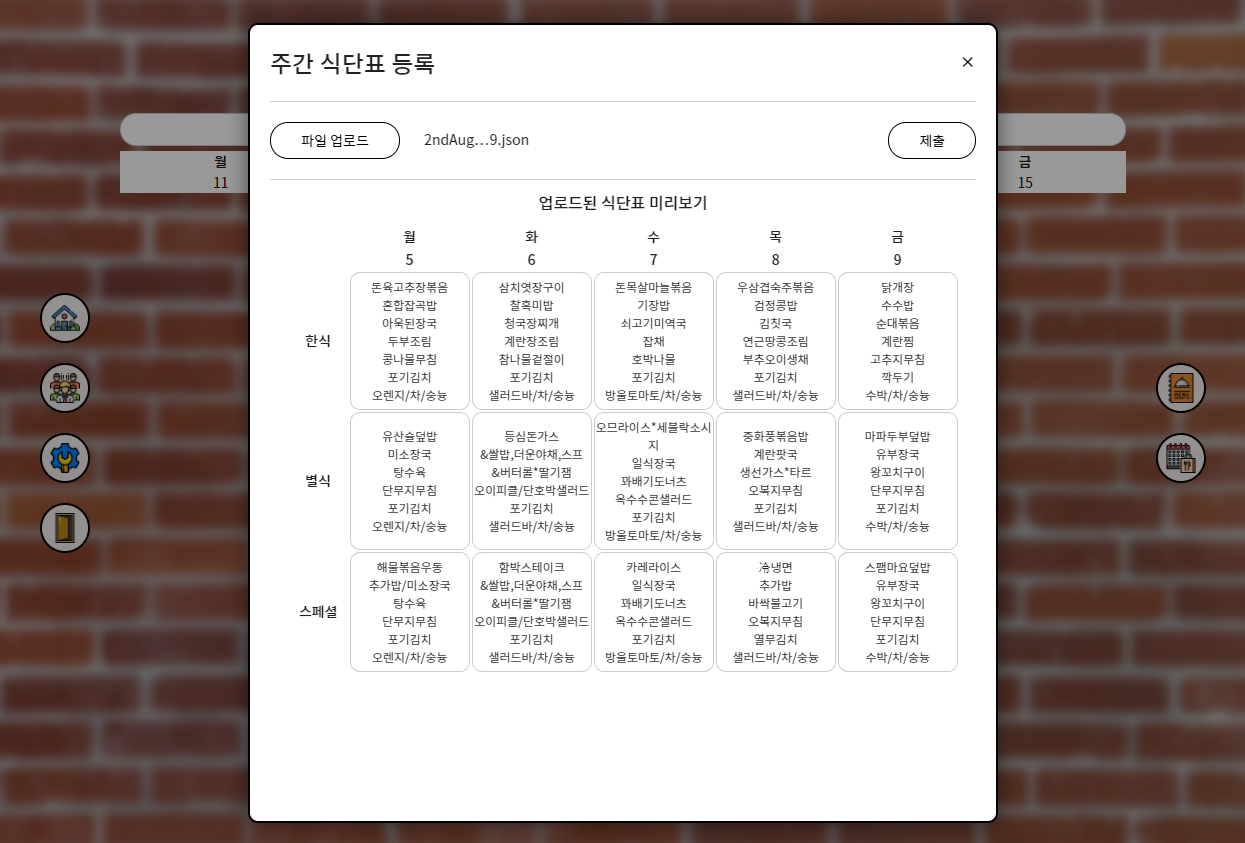 주간 식단표 등록
×
파일 업로드
2ndAug…9.json
제출
월
11
금
15
업로드된 식단표 미리보기
월
5
화
6
수
7
목
8
금
9
한식
돈육고추장볶음
혼합잡곡밥
아욱된장국
두부조림
콩나물무침
포기김치
오렌지/차/숭늉
삼치엿장구이
찰흑미밥
청국장찌개
계란장조림
참나물겉절이
포기김치
샐러드바/차/숭늉
돈목살마늘볶음
기장밥
쇠고기미역국
잡채
호박나물
포기김치
방울토마토/차/숭늉
우삼겹숙주볶음
검정콩밥
김칫국
연근땅콩조림
부추오이생채
포기김치
샐러드바/차/숭늉
닭개장
수수밥
순대볶음
계란찜
고추지무침
깍두기
수박/차/숭늉
별식
유산슬덮밥
미소장국
탕수육
단무지무침
포기김치
오렌지/차/숭늉
등심돈가스
&쌀밥,더운야채,스프
&버터롤*딸기잼
오이피클/단호박샐러드
포기김치
샐러드바/차/숭늉
오므라이스*세블락소시
지
일식장국
꽈배기도너츠
옥수수콘샐러드
포기김치
방울토마토/차/숭늉
중화풍볶음밥
계란팟국
생선가스*타르
오복지무침
포기김치
샐러드바/차/숭늉
마파두부덮밥
유부장국
왕꼬치구이
단무지무침
포기김치
수박/차/숭늉
스페셜
해물볶음우동
추가밥/미소장국
탕수육
단무지무침
포기김치
오렌지/차/숭늉
함박스테이크
&쌀밥,더운야채,스프
&버터롤*딸기잼
오이피클/단호박샐러드
포기김치
샐러드바/차/숭늉
카레라이스
일식장국
꽈배기도너츠
옥수수콘샐러드
포기김치
방울토마토/차/숭늉
冷냉면
추가밥
바싹불고기
오복지무침
열무김치
샐러드바/차/숭늉
스팸마요덮밥
유부장국
왕꼬치구이
단무지무침
포기김치
수박/차/숭늉